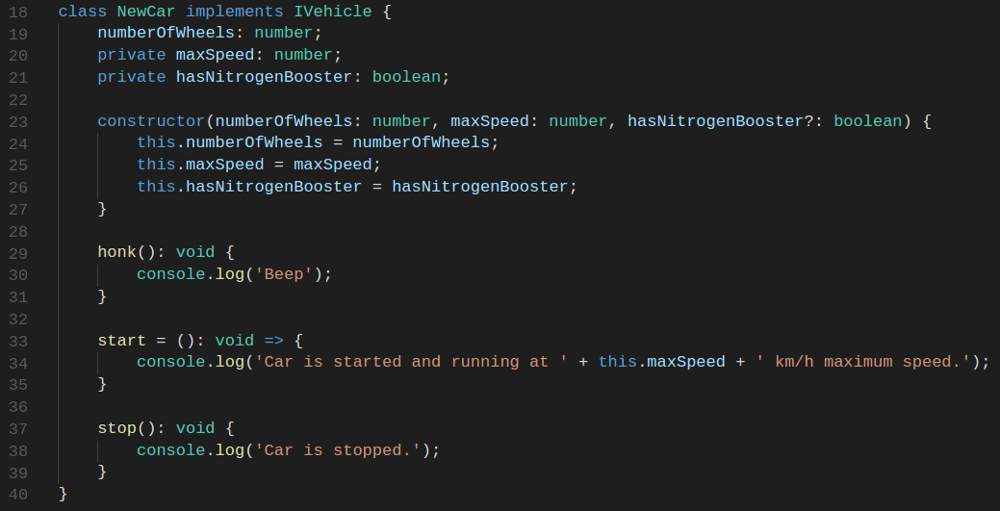 18 class NewCar implements IVehicle {
19     numberOfWheels: number;
20     private maxSpeed: number;
21     private hasNitrogenBooster: boolean;
22
23     constructor(numberOfWheels: number, maxSpeed: number, hasNitrogenBooster?: boolean) {
24         this.numberOfWheels = numberOfWheels;
25         this.maxSpeed = maxSpeed;
26         this.hasNitrogenBooster = hasNitrogenBooster;
27     }
28
29     honk(): void {
30         console.log('Beep');
31     }
32
33     start = (): void => {
34         console.log('Car is started and running at ' + this.maxSpeed + ' km/h maximum speed.');
35     }
36
37     stop(): void {
38         console.log('Car is stopped.');
39     }
40 }